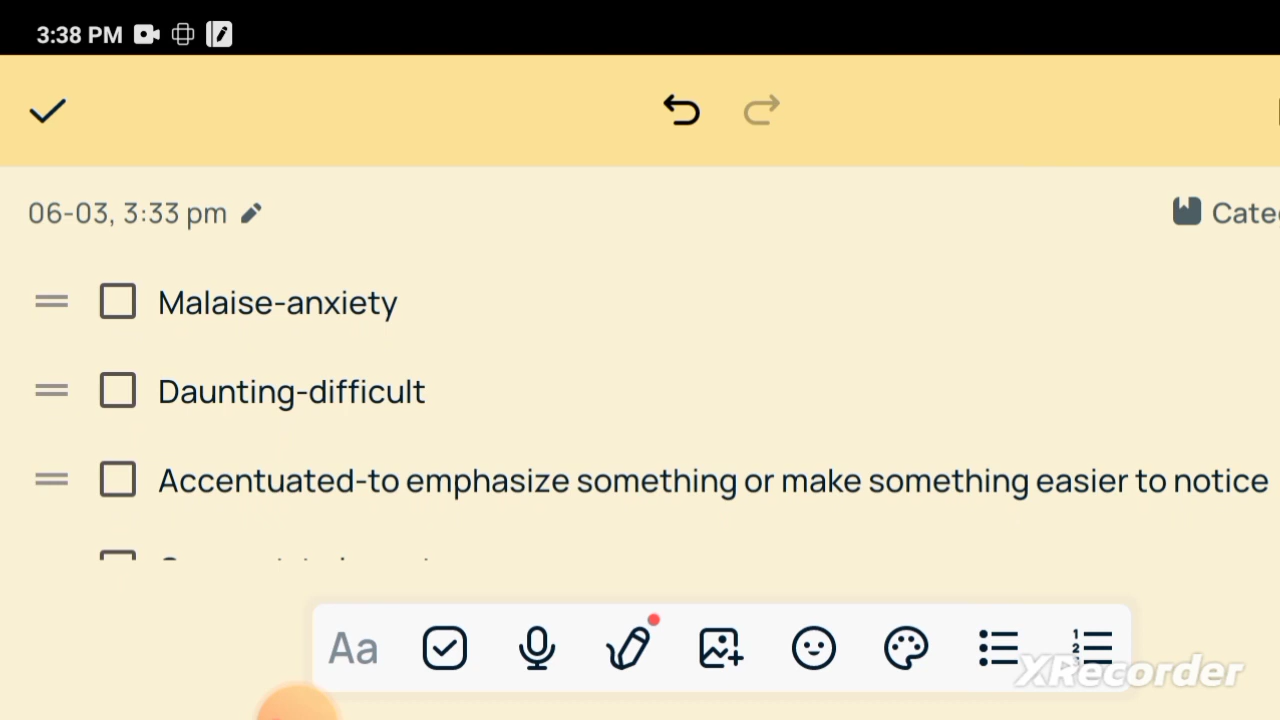 3:38 PM
06-03, 3:33 pm
Cate
Malaise-anxiety
Daunting-difficult
Accentuated-to emphasize something or make something easier to notice
Aa
XRecorder